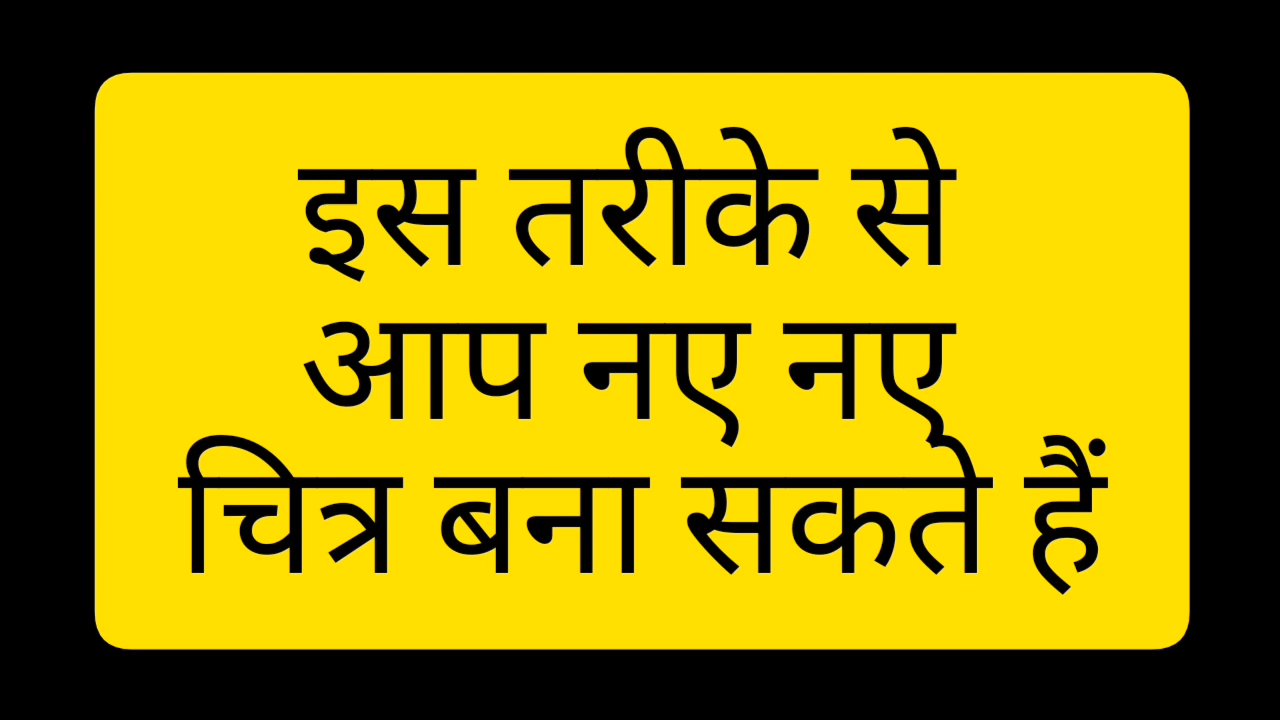 इस तरीके से
आप नए नए
चित्र बना सकते हैं